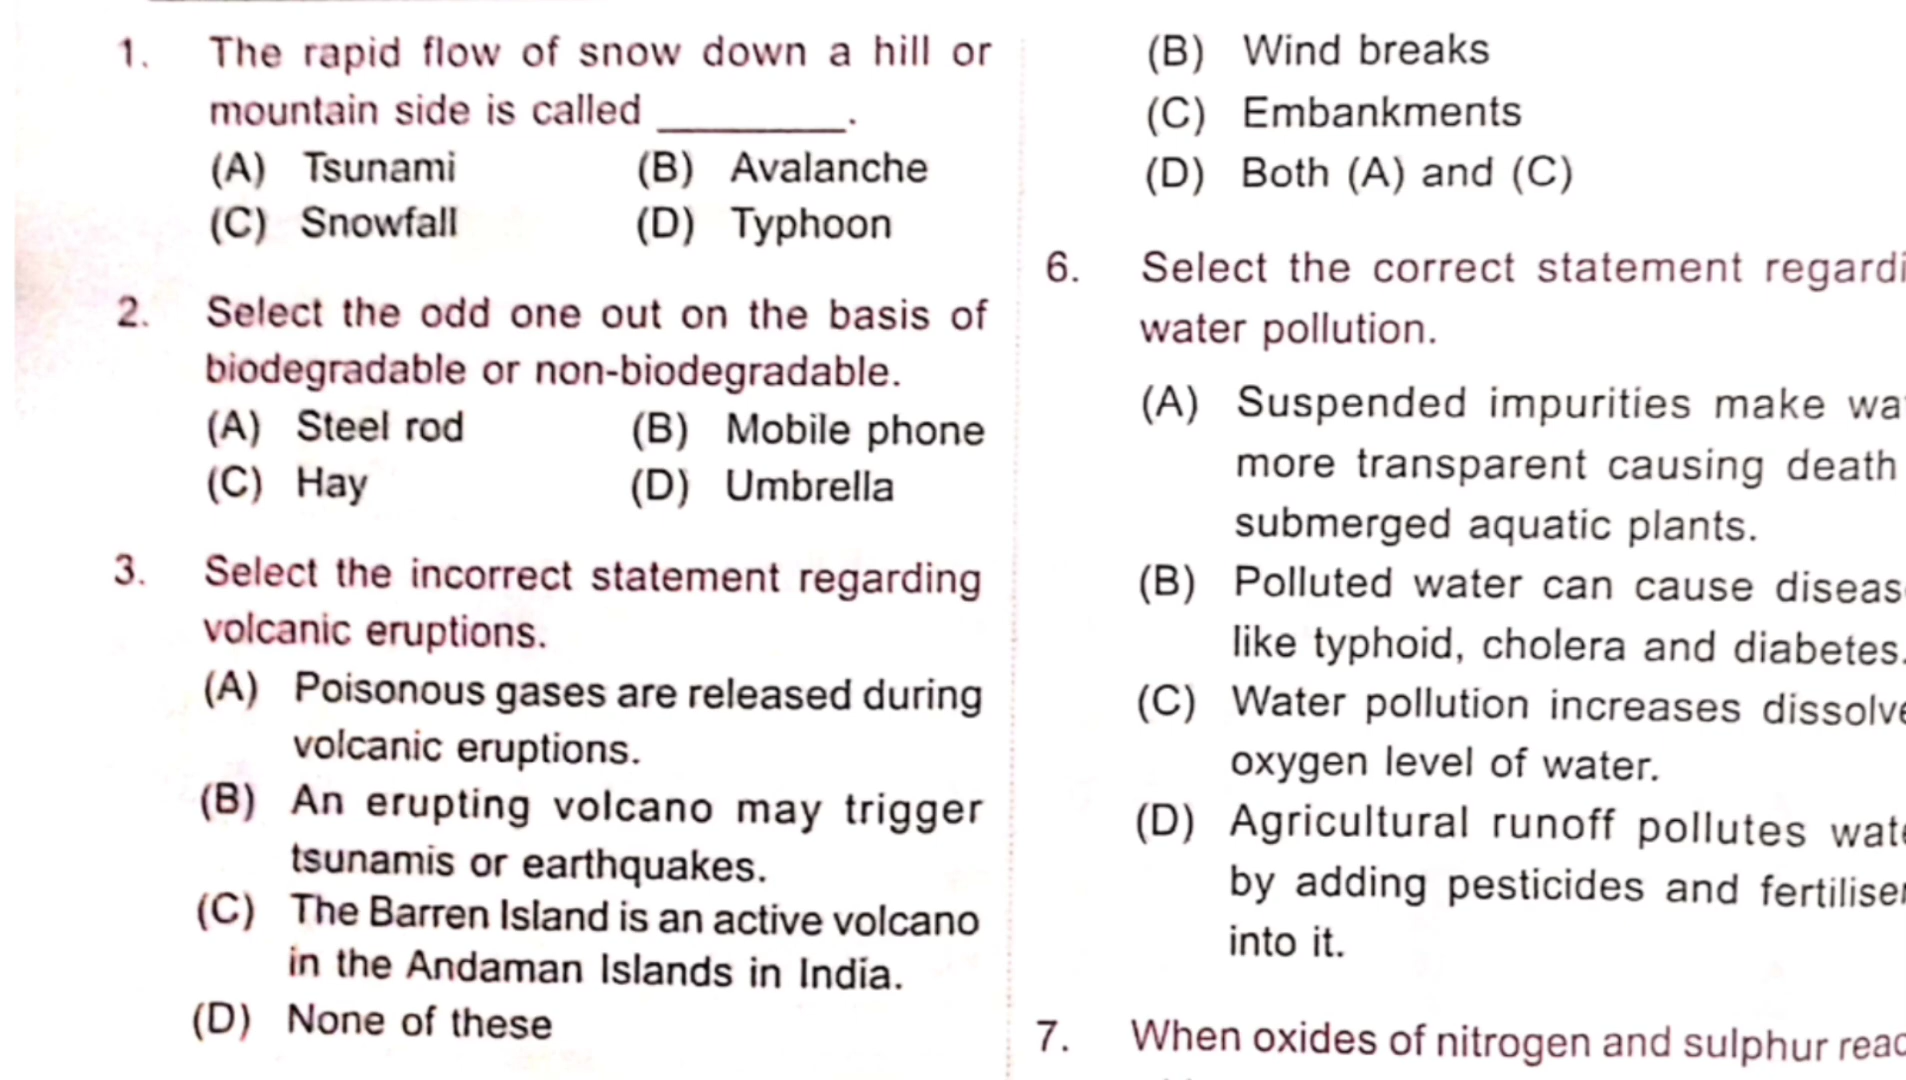 1. The rapid flow of snow down a hill or
mountain side is called ________.
(A) Tsunami (B) Avalanche
(C) Snowfall (D) Typhoon
2. Select the odd one out on the basis of
biodegradable or non-biodegradable.
(A) Steel rod (B) Mobile phone
(C) Hay (D) Umbrella
3. Select the incorrect statement regarding
volcanic eruptions.
(A) Poisonous gases are released during
volcanic eruptions.
(B) An erupting volcano may trigger
tsunamis or earthquakes.
(C) The Barren Island is an active volcano
in the Andaman Islands in India.
(D) None of these
(B) Wind breaks
(C) Embankments
(D) Both (A) and (C)
6. Select the correct statement
water pollution.
(A) Suspended impurities make
more transparent causing death
submerged aquatic plants.
(B) Polluted water can cause
like typhoid, cholera and diabetes.
(C) Water pollution increases
oxygen level of water.
(D) Agricultural runoff pollutes
by adding pesticides and
into it.
7. When oxides of nitrogen and sulphur